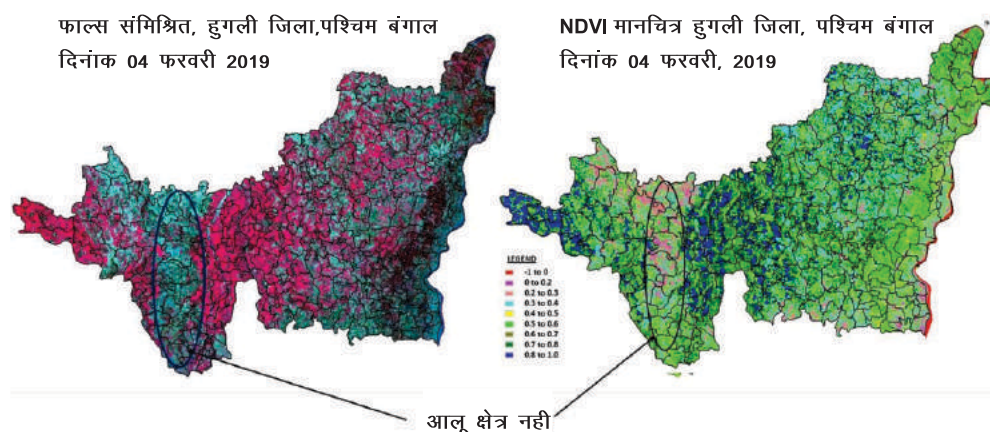 फाल्स संमिश्रित, हुगली जिला,पश्चिम बंगाल
दिनांक 04 फरवरी 2019
NDVI मानचित्र हुगली जिला, पश्चिम बंगाल
दिनांक 04 फरवरी, 2019
LEGEND
-1 to 0
0 to 0.2
0.2 to 0.3
0.3 to 0.4
0.4 to 0.5
0.5 to 0.6
0.6 to 0.7
0.7 to 0.8
0.8 to 1.0
आलू क्षेत्र नही